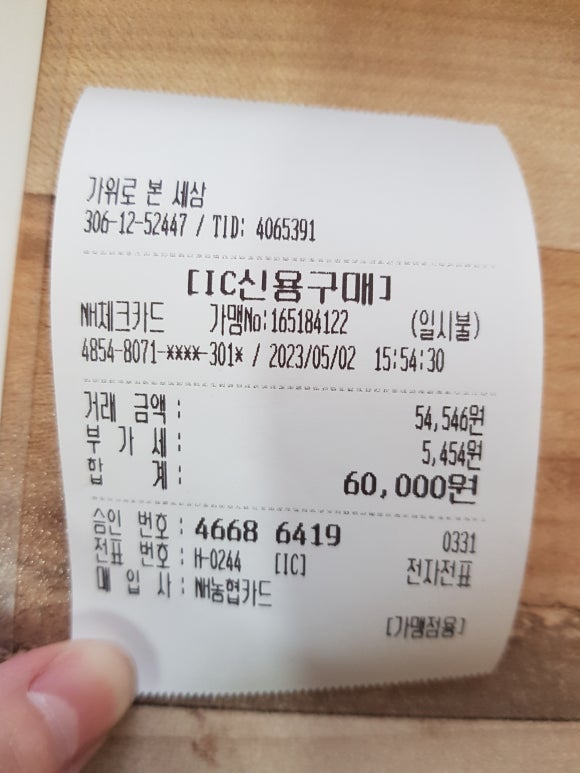 가위로 본 세상
306-12-52447 / TID: 4065391
[IC신용구매]
NH체크카드 가맹No:165184122 (일시불)
4854-8071-****-301* / 2023/05/02 15:54:30
거래 금액 : 54,546원
부 가 세 : 5,454원
합 계 : 60,000원
승인 번호 : 4668 6419 0331
전표 번호 : H-0244 [IC] 전자전표
매 입 사 : NH농협카드
[가맹점용]